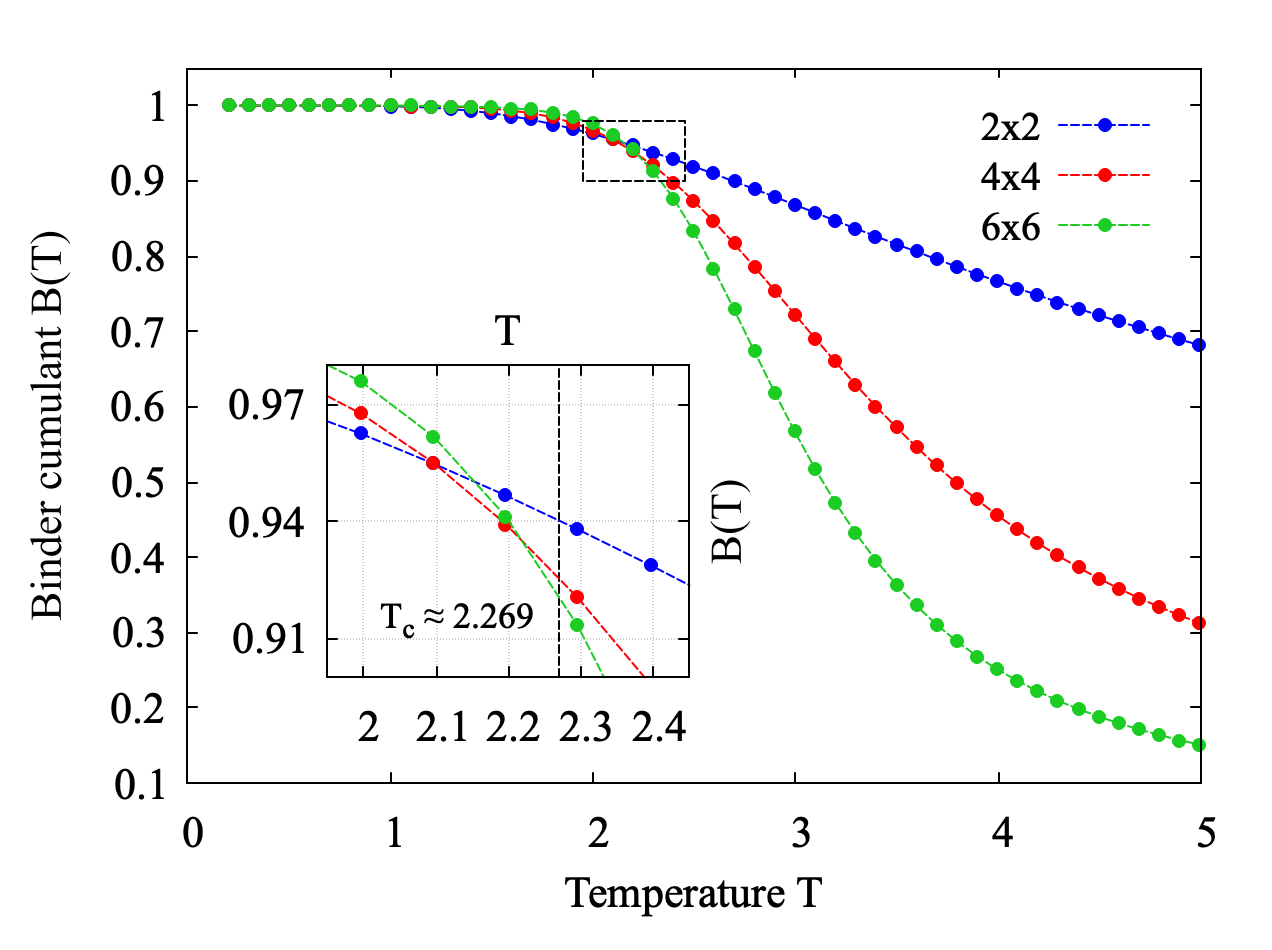 Binder cumulant B(T)
1
0.9
0.8
0.7
0.6
0.5
0.4
0.3
0.2
0.1
2x2
4x4
6x6
T
0.97
0.94
0.91
B(T)
T_c ≈ 2.269
2 2.1 2.2 2.3 2.4
0 1 2 3 4 5
Temperature T